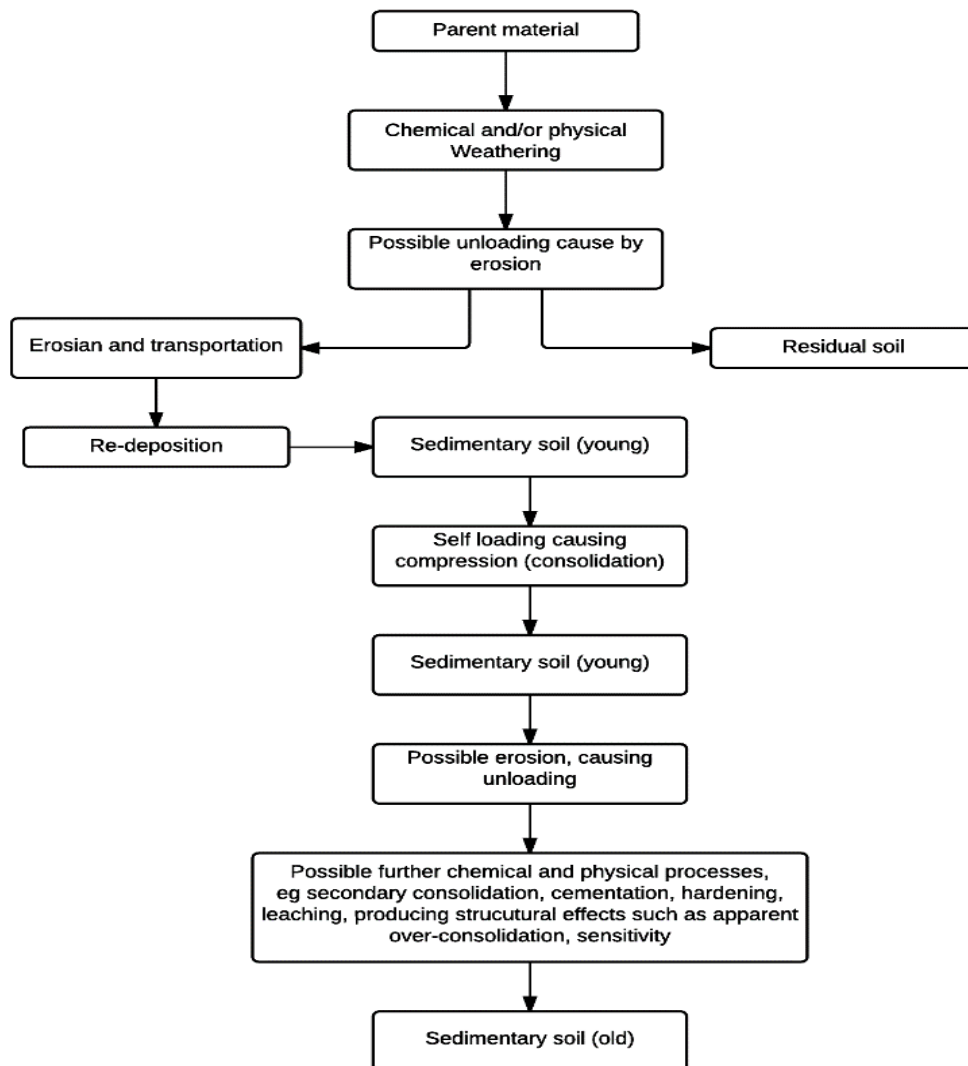 Parent material
Chemical and/or physical
Weathering
Possible unloading cause by
erosion
Erosian and transportation
Residual soil
Re-deposition
Sedimentary soil (young)
Self loading causing
compression (consolidation)
Sedimentary soil (young)
Possible erosion, causing
unloading
Possible further chemical and physical processes,
eg secondary consolidation, cementation, hardening,
leaching, producing strucutural effects such as apparent
over-consolidation, sensitivity
Sedimentary soil (old)